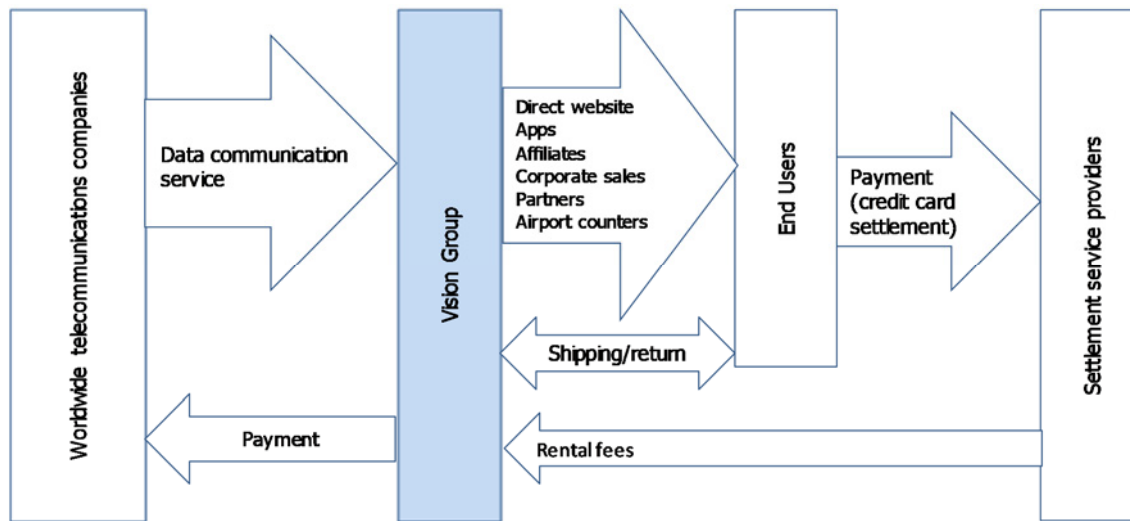 Worldwide telecommunications companies
Data communication
service
Payment
Vision Group
Direct website
Apps
Affiliates
Corporate sales
Partners
Airport counters
Shipping/return
Rental fees
End Users
Payment
(credit card
settlement)
Settlement service providers